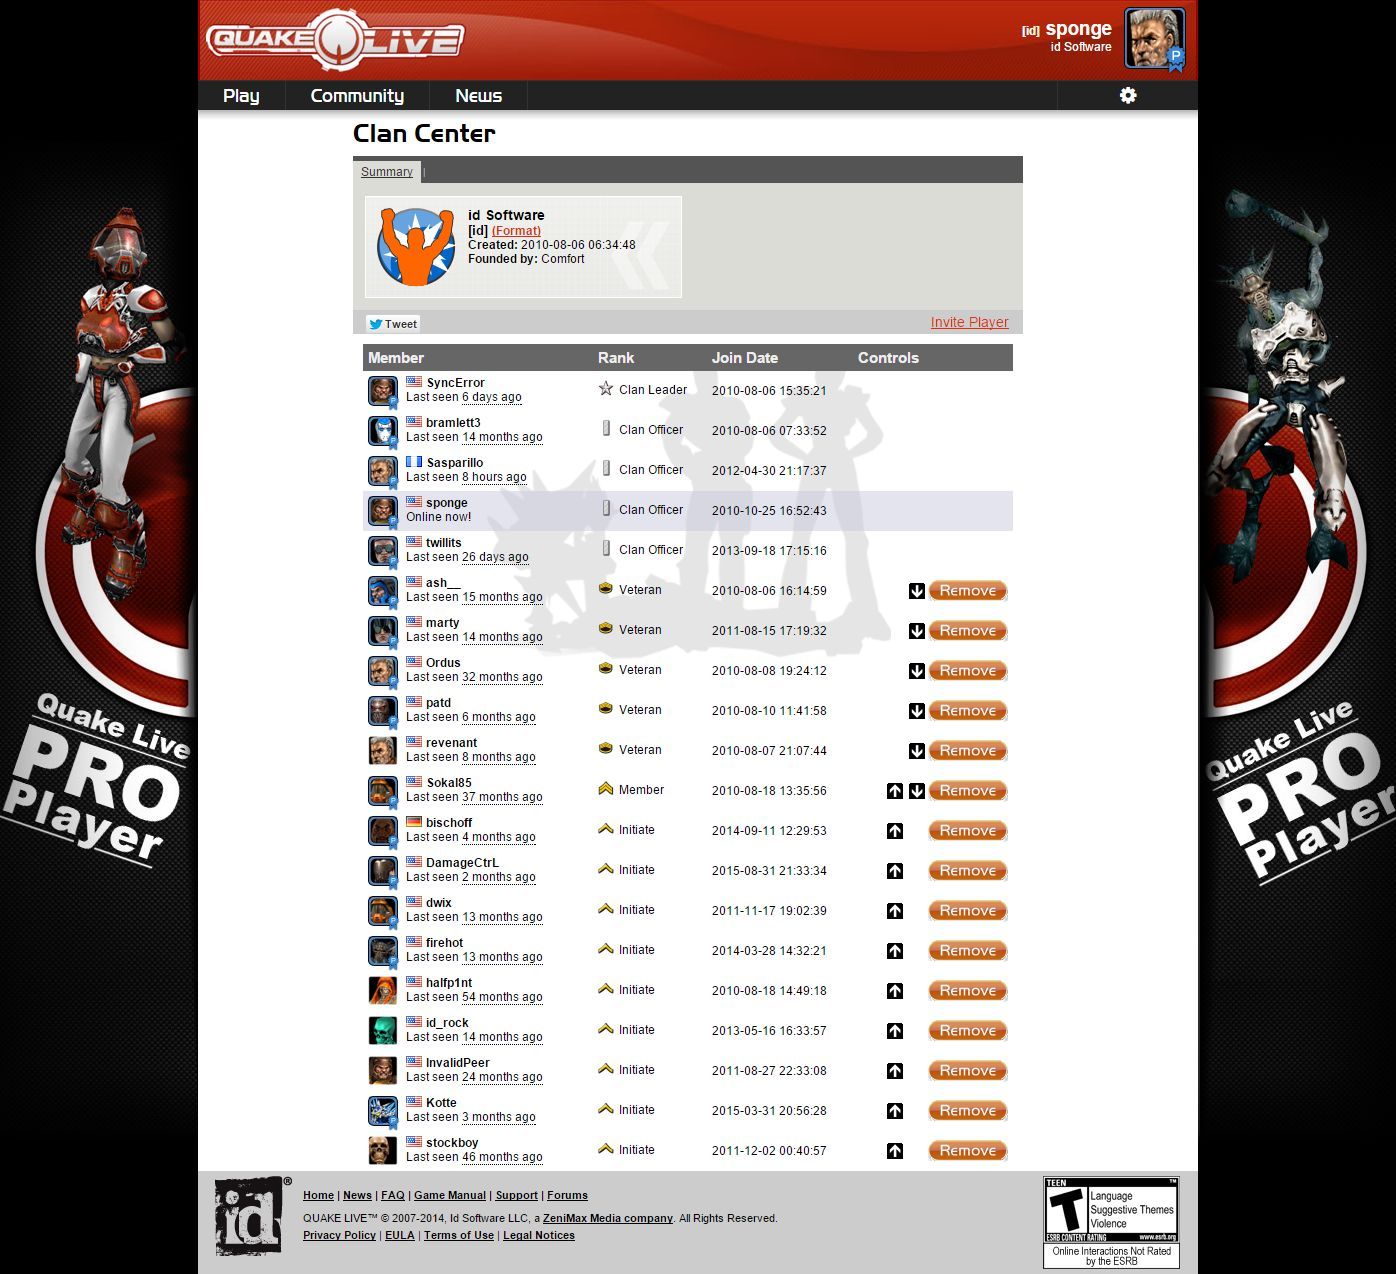 QUAKE LIVE
[id] sponge
id Software
P
Play
Community
News
Clan Center
Summary |
id Software
[id] (Format)
Created: 2010-08-06 06:34:48
Founded by: Comfort
Tweet
Invite Player
Member Rank Join Date Controls
SyncError
Last seen 6 days ago
Clan Leader 2010-08-06 15:35:21
bramlett3
Last seen 14 months ago
Clan Officer 2010-08-06 07:33:52
Sasparillo
Last seen 8 hours ago
Clan Officer 2012-04-30 21:17:37
sponge
Online now!
Clan Officer 2010-10-25 16:52:43
twillits
Last seen 26 days ago
Clan Officer 2013-09-18 17:15:16
ash__
Last seen 15 months ago
Veteran 2010-08-06 16:14:59 Remove
marty
Last seen 14 months ago
Veteran 2011-08-15 17:19:32 Remove
Ordus
Last seen 32 months ago
Veteran 2010-08-08 19:24:12 Remove
patd
Last seen 6 months ago
Veteran 2010-08-10 11:41:58 Remove
revenant
Last seen 8 months ago
Veteran 2010-08-07 21:07:44 Remove
Sokal85
Last seen 37 months ago
Member 2010-08-18 13:35:56 Remove
bischoff
Last seen 4 months ago
Initiate 2014-09-11 12:29:53 Remove
DamageCtrL
Last seen 2 months ago
Initiate 2015-08-31 21:33:34 Remove
dwix
Last seen 13 months ago
Initiate 2011-11-17 19:02:39 Remove
firehot
Last seen 13 months ago
Initiate 2014-03-28 14:32:21 Remove
halfp1nt
Last seen 54 months ago
Initiate 2010-08-18 14:49:18 Remove
id_rock
Last seen 14 months ago
Initiate 2013-05-16 16:33:57 Remove
InvalidPeer
Last seen 24 months ago
Initiate 2011-08-27 22:33:08 Remove
Kotte
Last seen 3 months ago
Initiate 2015-03-31 20:56:28 Remove
stockboy
Last seen 46 months ago
Initiate 2011-12-02 00:40:57 Remove
Quake Live
PRO
Player
Quake Live
PRO
Player
id ®
Home | News | FAQ | Game Manual | Support | Forums
QUAKE LIVE™ © 2007-2014, Id Software LLC, a ZeniMax Media company. All Rights Reserved.
Privacy Policy | EULA | Terms of Use | Legal Notices
TEEN ™
T
Language
Suggestive Themes
Violence
ESRB CONTENT RATING www.esrb.org
Online Interactions Not Rated
by the ESRB